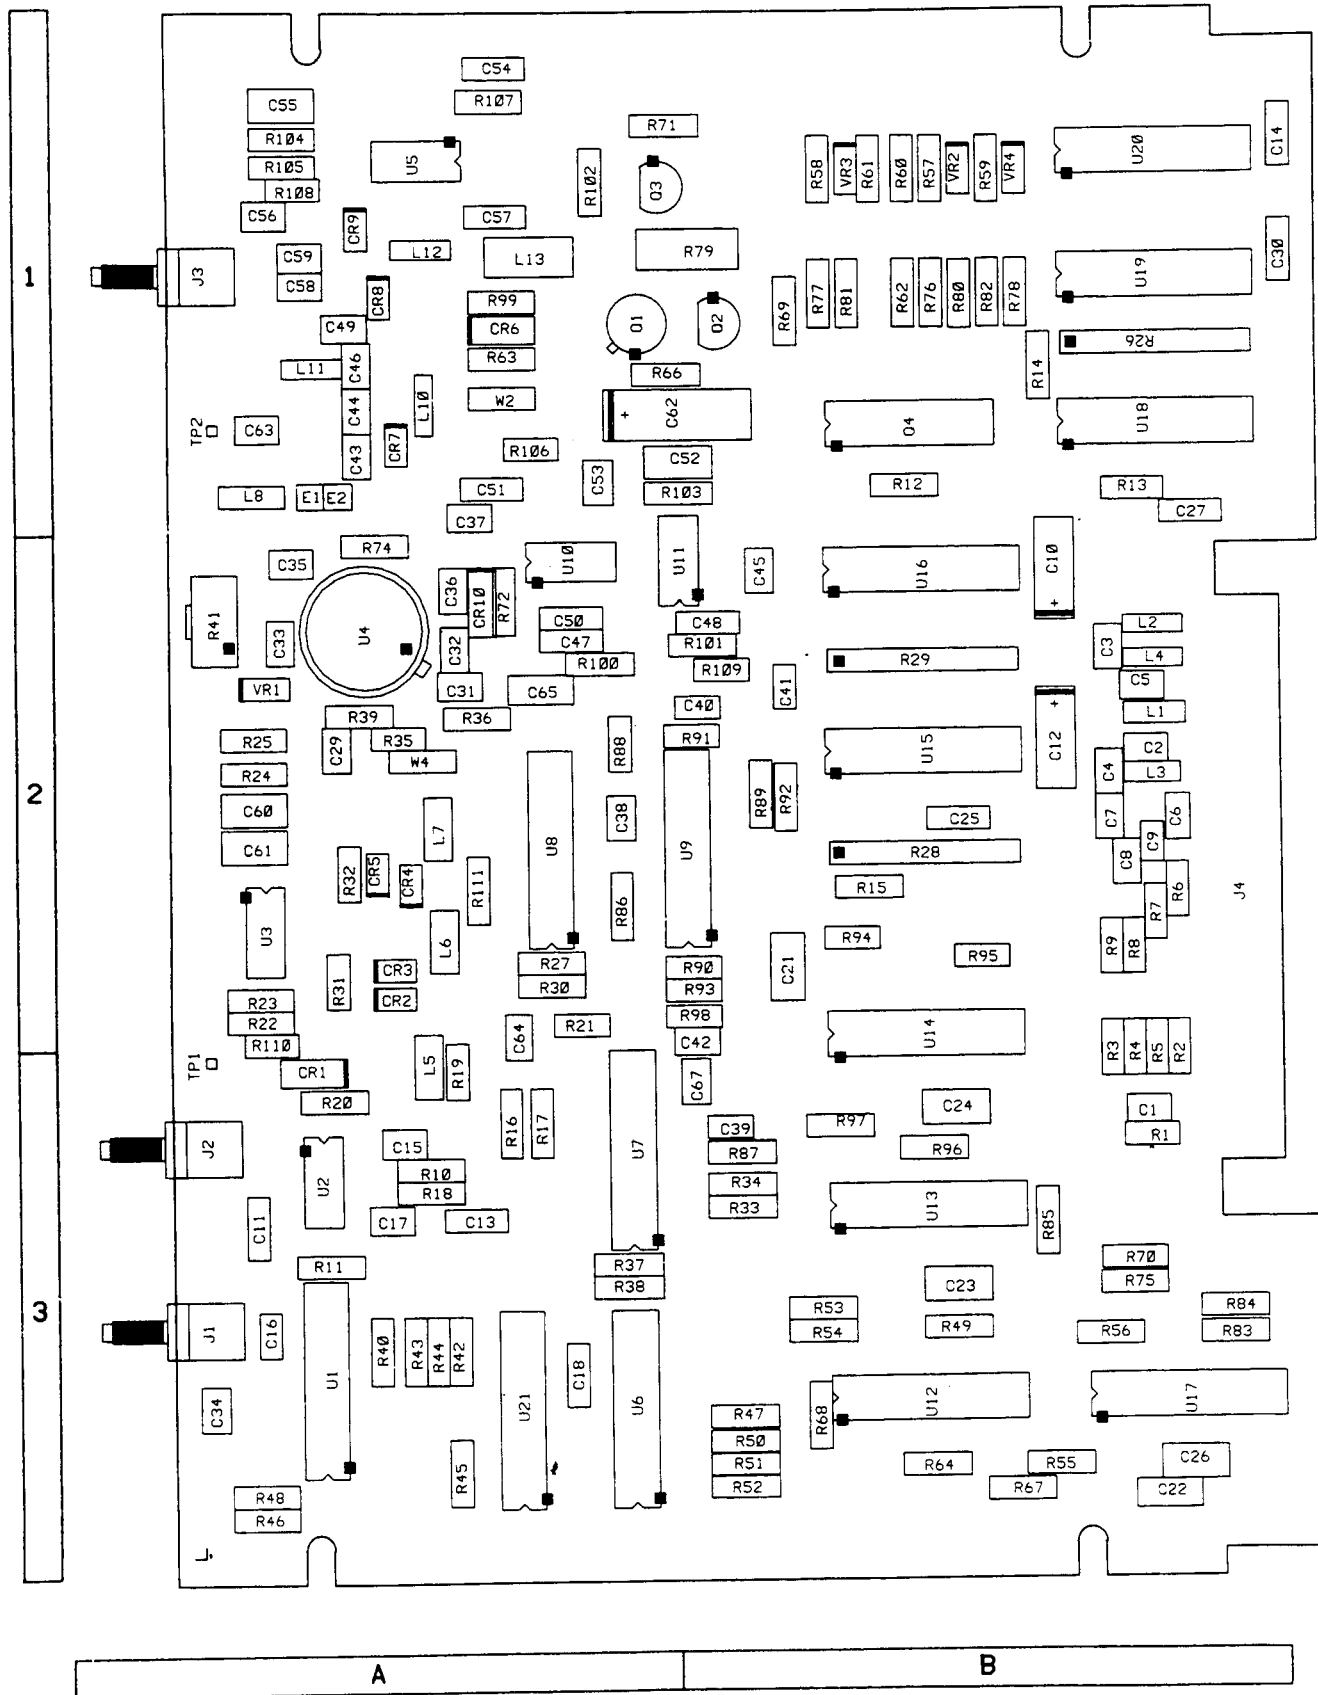 C54
C55
R107
R71
R104
C14
U5
R58
VR3
R61
R60
R57
VR2
R59
VR4
U20
R105
R102
Q3
R108
C56
C57
CR9
L12
L13
R79
C30
J3
C59
C58
1
CR8
R99
R69
R77
R81
R62
R76
R80
R82
R78
U19
C49
CR6
Q1
Q2
L11
C46
R63
R66
R14
R26
L10
W2
C62
Q4
U18
TP2
C63
C44
CR7
C43
R106
C52
L8
E1
E2
C51
C53
R103
R12
R13
C37
C27
R74
C35
U10
U11
C45
U16
C10
+
R41
C33
U4
C36
CR10
R72
C50
C48
L2
C47
R101
C32
R100
R109
R29
C3
L4
VR1
C31
C65
C41
C5
R39
R36
C40
C12
+
L1
R25
C29
R35
R88
R91
U15
C2
R24
W4
C4
L3
2
C60
L7
C38
R89
R92
C25
C7
C6
C61
U8
U9
C9
R32
CR5
CR4
R111
R28
C8
R86
R15
R7
R6
J4
U3
L6
R94
R9
R8
R31
CR3
R27
R90
C21
R95
CR2
R30
R93
R23
R22
C64
R21
R98
U14
R110
C42
R3
R4
R5
R2
TP1
CR1
L5
R19
C67
R20
C24
C1
R16
R17
C39
R97
R1
J2
C15
U7
R87
R96
U2
R10
R34
R18
R33
U13
C11
C17
C13
R85
R11
R37
R70
R38
C23
R75
3
R53
R84
J1
C16
R40
R43
R44
R42
R54
R49
R56
R83
U1
C18
C34
U21
U6
R47
R68
U12
U17
R50
R45
R51
R64
R55
C26
R48
R52
R67
C22
R46
A
B